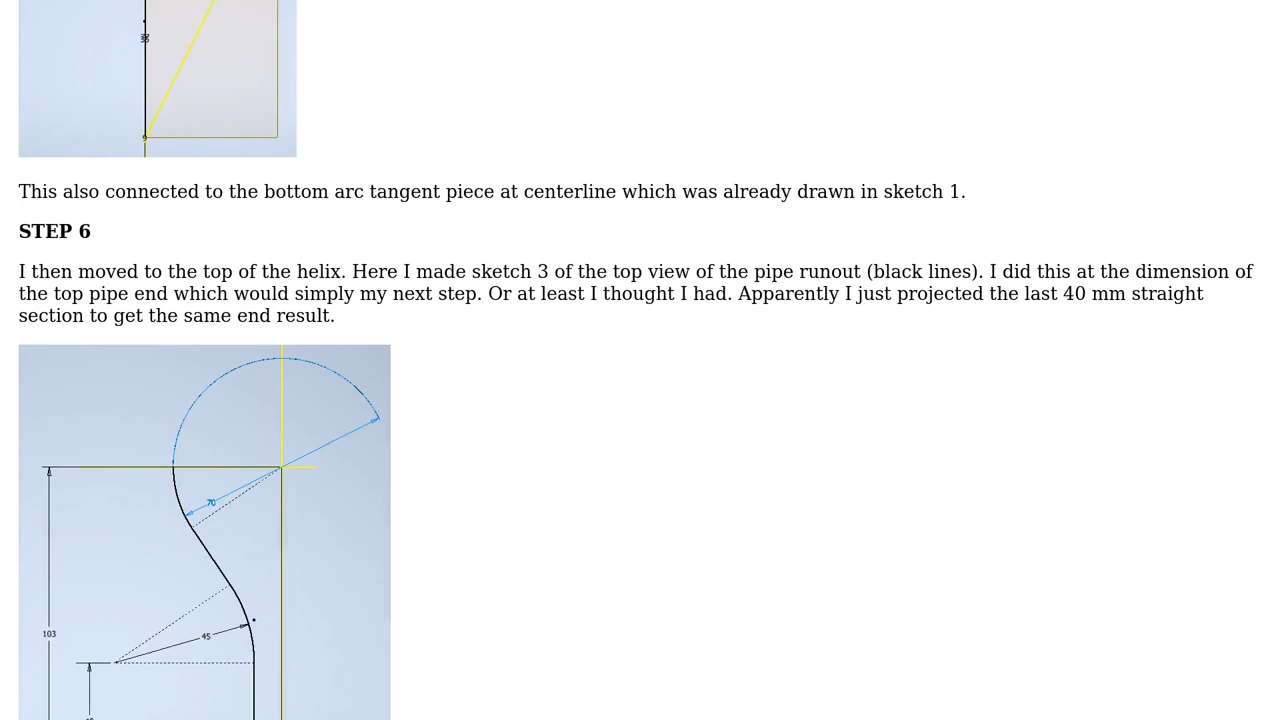 This also connected to the bottom arc tangent piece at centerline which was already drawn in sketch 1.
STEP 6
I then moved to the top of the helix. Here I made sketch 3 of the top view of the pipe runout (black lines). I did this at the dimension of
the top pipe end which would simply my next step. Or at least I thought I had. Apparently I just projected the last 40 mm straight
section to get the same end result.
70
103
45